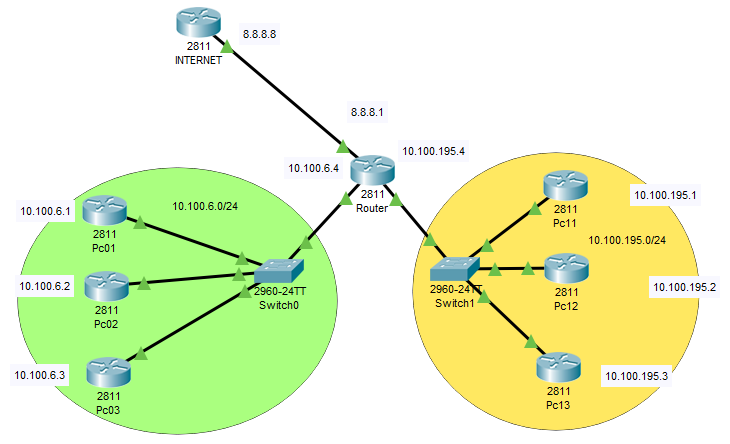 8.8.8.8
2811
INTERNET
8.8.8.1
10.100.195.4
10.100.6.4
2811
Router
10.100.6.1
2811
Pc01
10.100.6.0/24
10.100.6.2
2811
Pc02
2960-24TT
Switch0
10.100.6.3
2811
Pc03
2811
Pc11
10.100.195.1
10.100.195.0/24
2960-24TT
Switch1
2811
Pc12
10.100.195.2
2811
Pc13
10.100.195.3